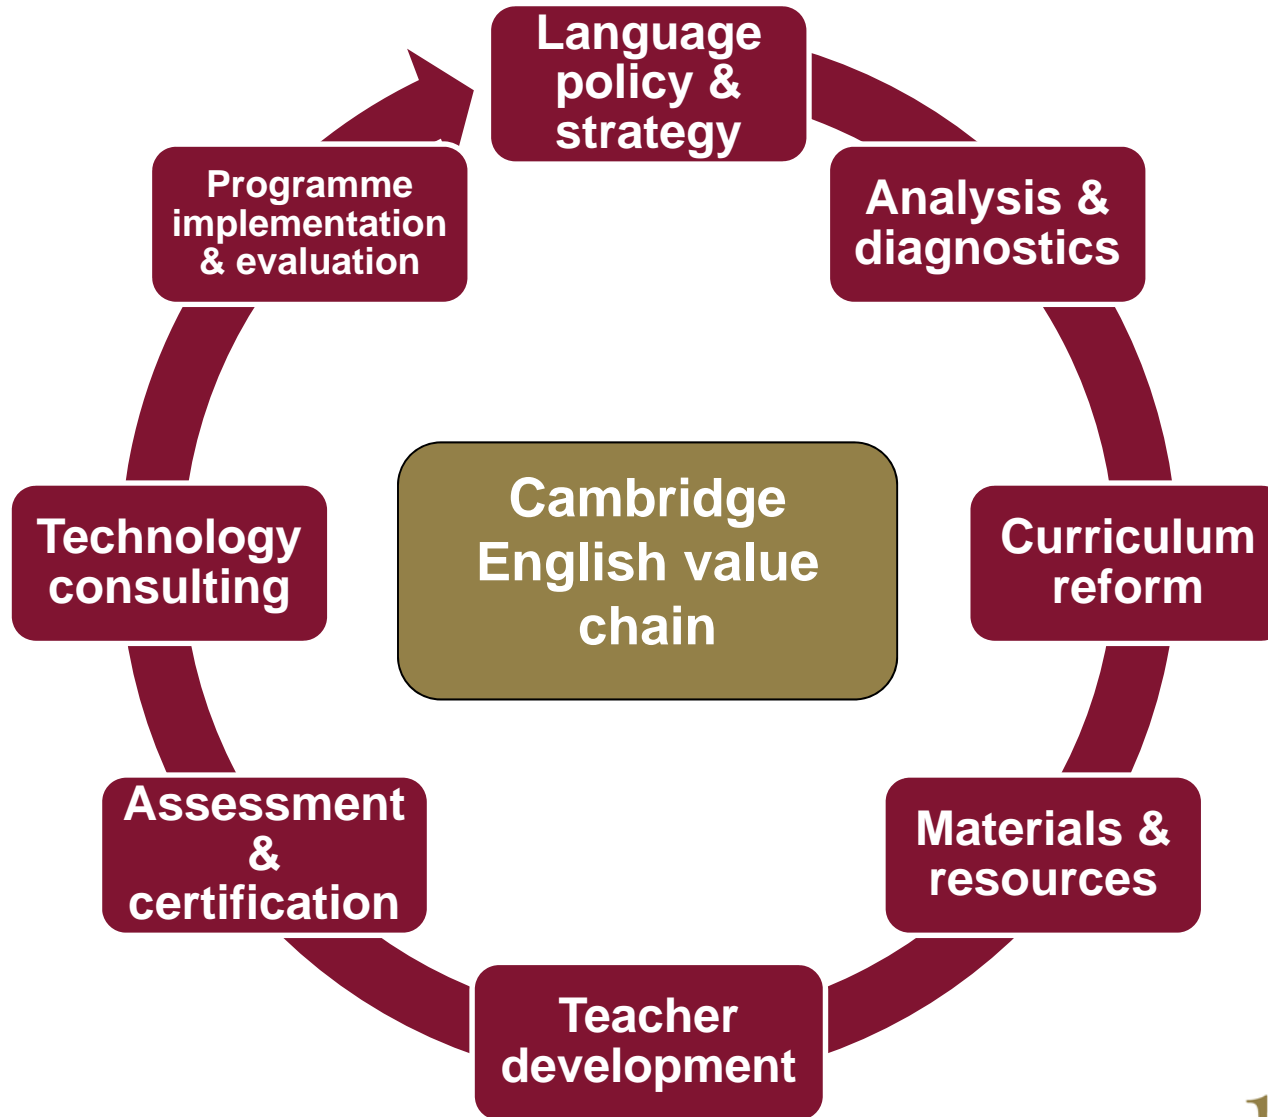 Language
policy &
strategy
Analysis &
diagnostics
Curriculum
reform
Materials &
resources
Teacher
development
Assessment
&
certification
Technology
consulting
Programme
implementation
& evaluation
Cambridge
English value
chain